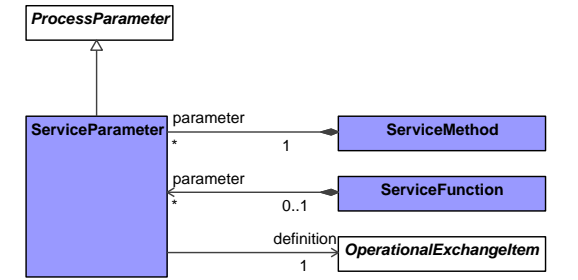 ProcessParameter
ServiceParameter
parameter
* 1
ServiceMethod
parameter
* 0..1
ServiceFunction
definition
1
OperationalExchangeItem